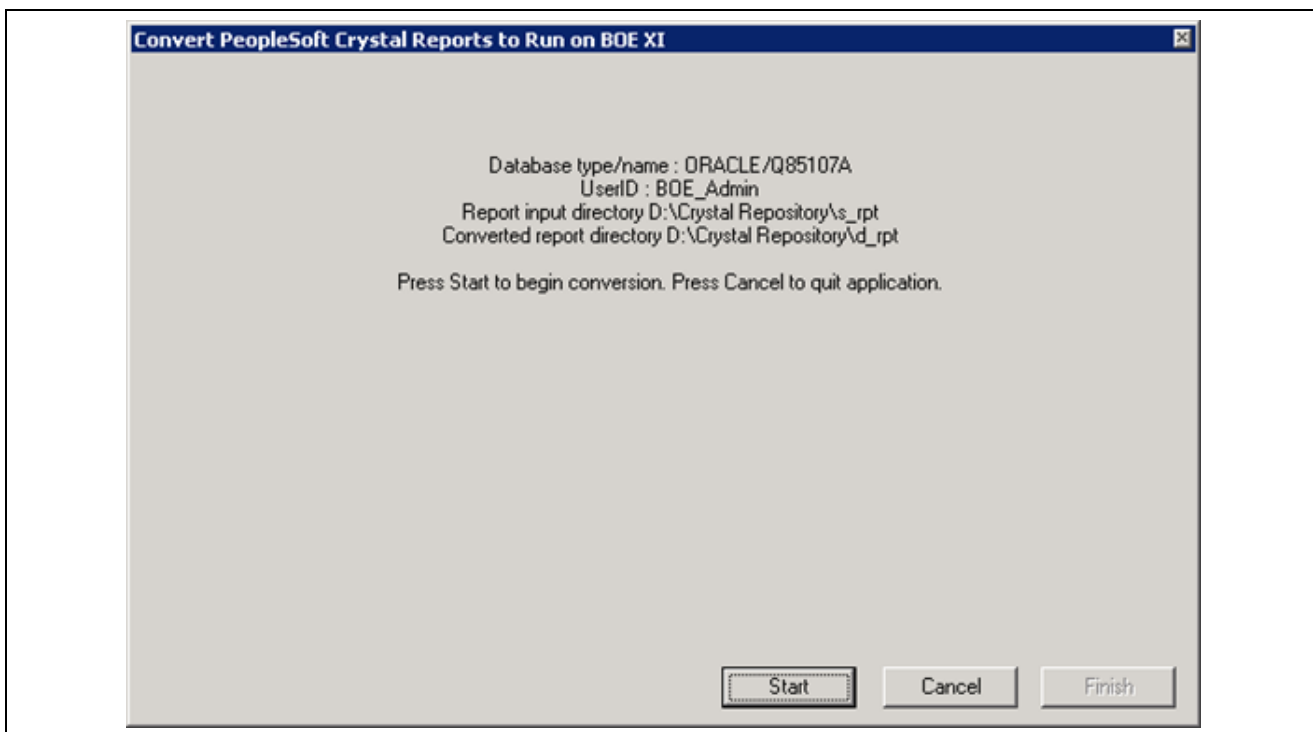 Convert PeopleSoft Crystal Reports to Run on BOE XI
Database type/name : ORACLE/Q85107A
UserID : BOE_Admin
Report input directory D:\Crystal Repository\s_rpt
Converted report directory D:\Crystal Repository\d_rpt
Press Start to begin conversion. Press Cancel to quit application.
Start Cancel Finish